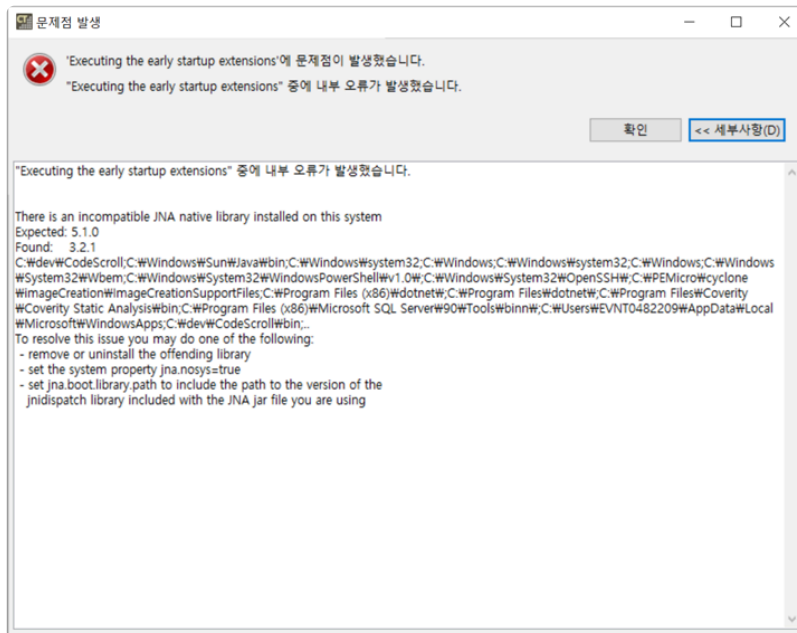 문제점 발생
'Executing the early startup extensions'에 문제점이 발생했습니다.
"Executing the early startup extensions" 중에 내부 오류가 발생했습니다.
확인
<< 세부사항(D)
"Executing the early startup extensions" 중에 내부 오류가 발생했습니다.
There is an incompatible JNA native library installed on this system
Expected: 5.1.0
Found: 3.2.1
C:₩dev₩CodeScroll;C:₩Windows₩Sun₩Java₩bin;C:₩Windows₩system32;C:₩Windows;C:₩Windows₩system32;C:₩Windows;C:₩Windows
₩System32₩Wbem;C:₩Windows₩System32₩WindowsPowerShell₩v1.0₩;C:₩Windows₩System32₩OpenSSH₩;C:₩PEMicro₩cyclone
₩imageCreation₩imageCreationSupportFiles;C:₩Program Files (x86)₩dotnet₩;C:₩Program Files₩dotnet₩;C:₩Program Files₩Coverity
₩Coverity Static Analysis₩bin;C:₩Program Files (x86)₩Microsoft SQL Server₩90₩Tools₩binn₩;C:₩Users₩EVNT0482209₩AppData₩Local
₩Microsoft₩WindowsApps;C:₩dev₩CodeScroll₩bin;..
To resolve this issue you may do one of the following:
- remove or uninstall the offending library
- set the system property jna.nosys=true
- set jna.boot.library.path to include the path to the version of the
jnidispatch library included with the JNA jar file you are using